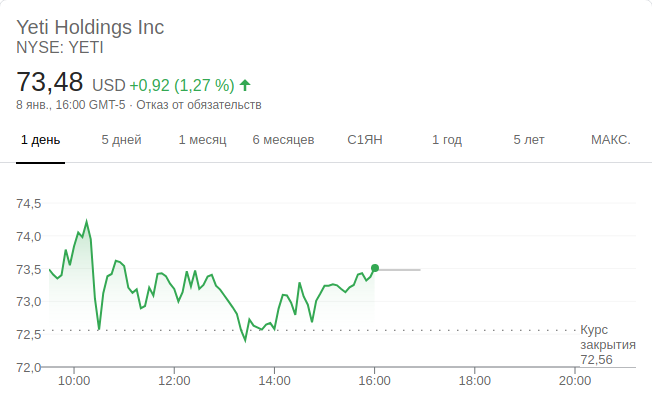 Yeti Holdings Inc
NYSE: YETI
73,48 USD +0,92 (1,27 %)
8 янв., 16:00 GMT-5 · Отказ от обязательств
1 день 5 дней 1 месяц 6 месяцев С1ЯН 1 год 5 лет МАКС.
74,5
74,0
73,5
73,0
72,5
72,0
Курс
закрытия
72,56
10:00 12:00 14:00 16:00 18:00 20:00